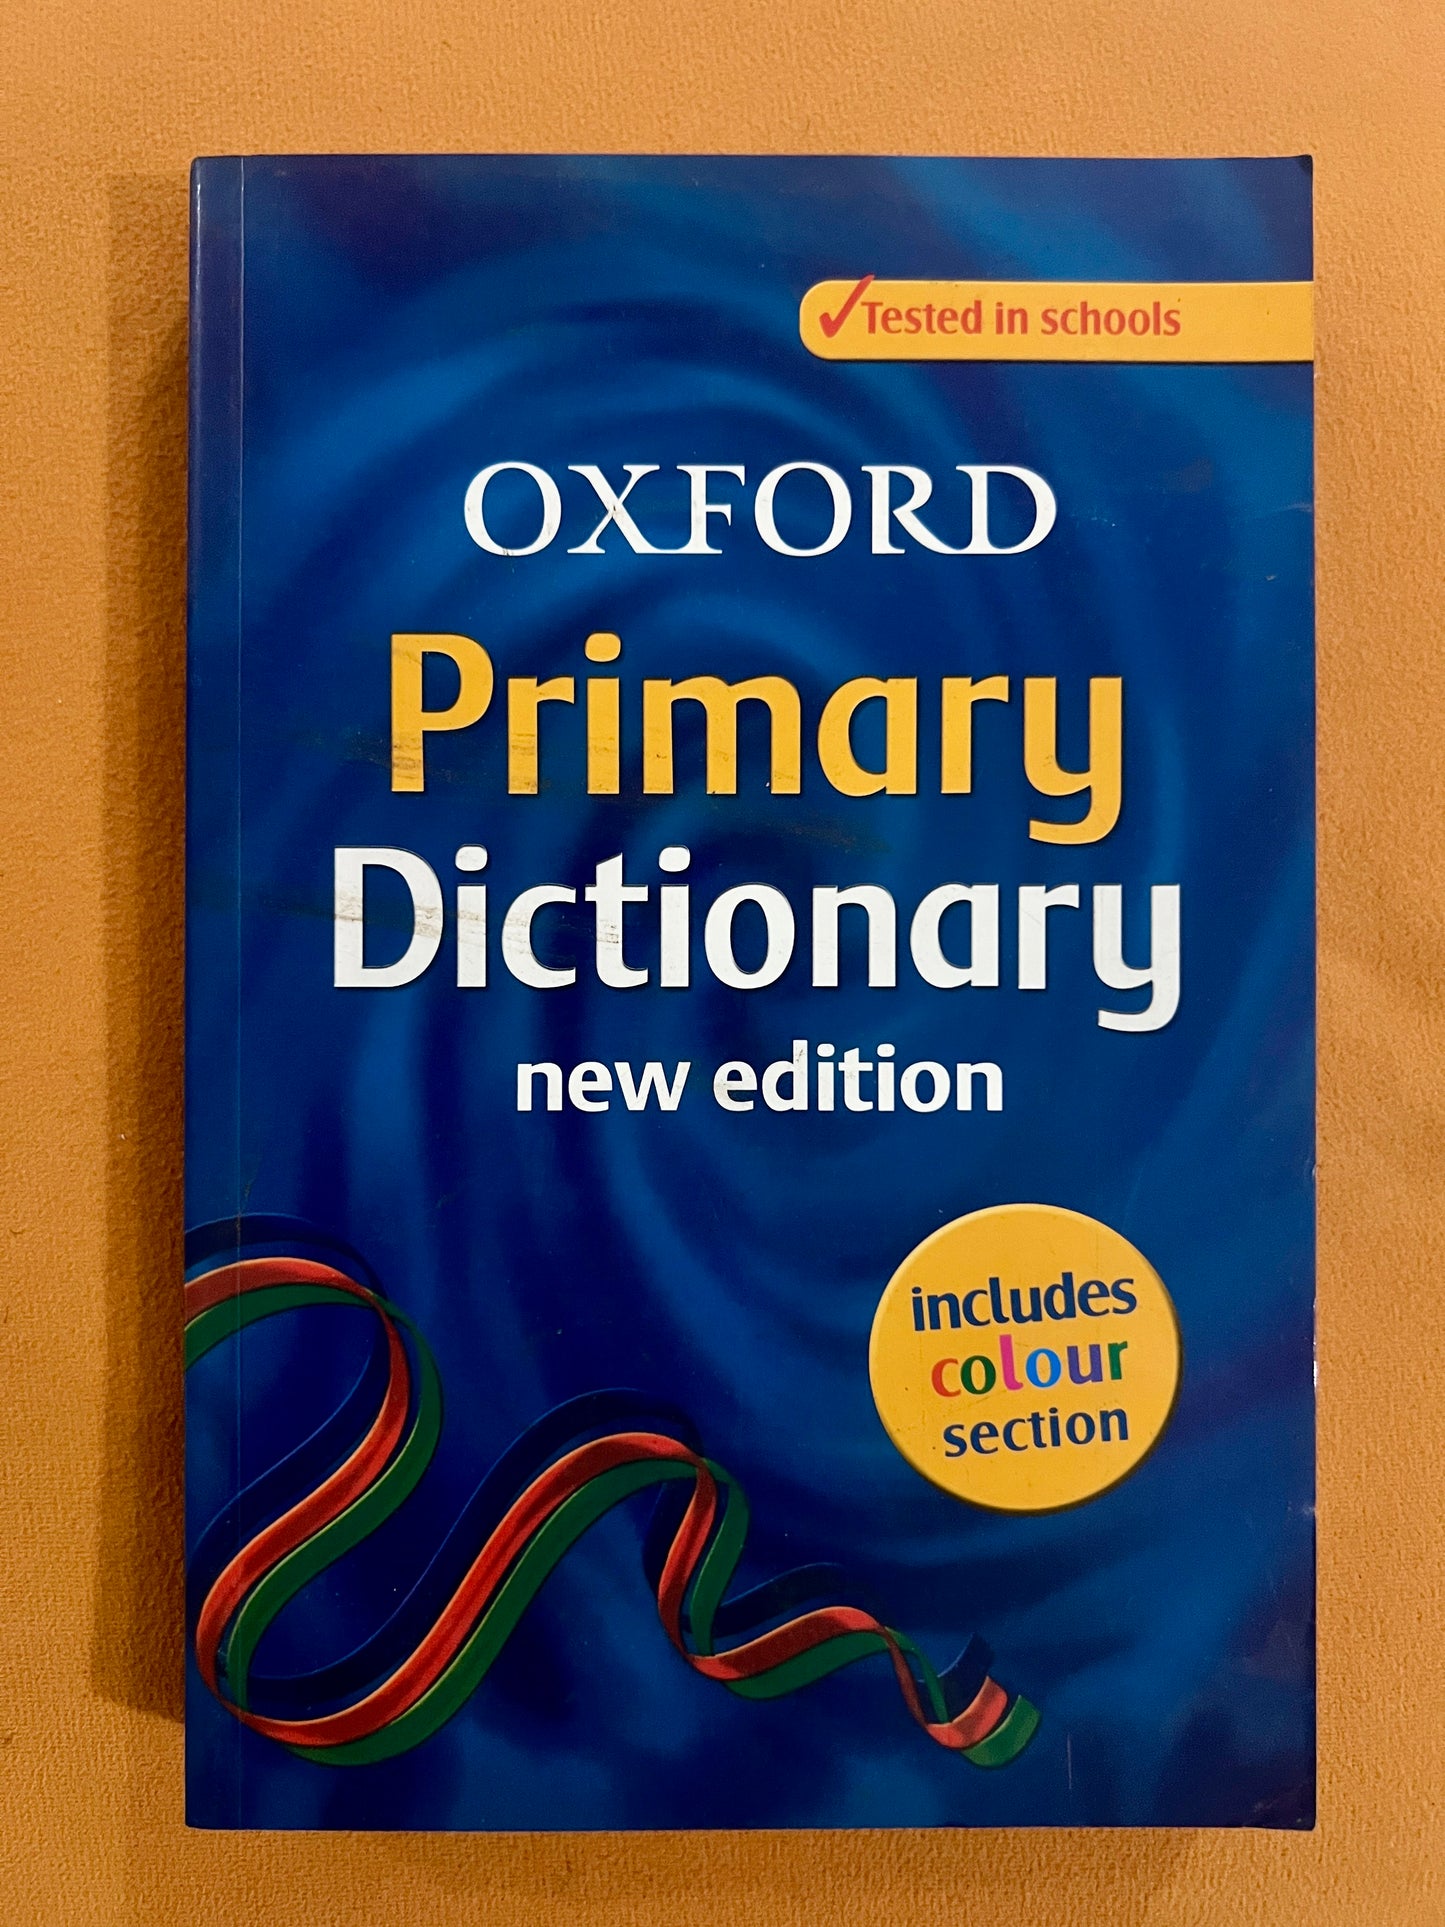 Tested in schools
OXFORD
Primary
Dictionary
new edition
includes
colour
section